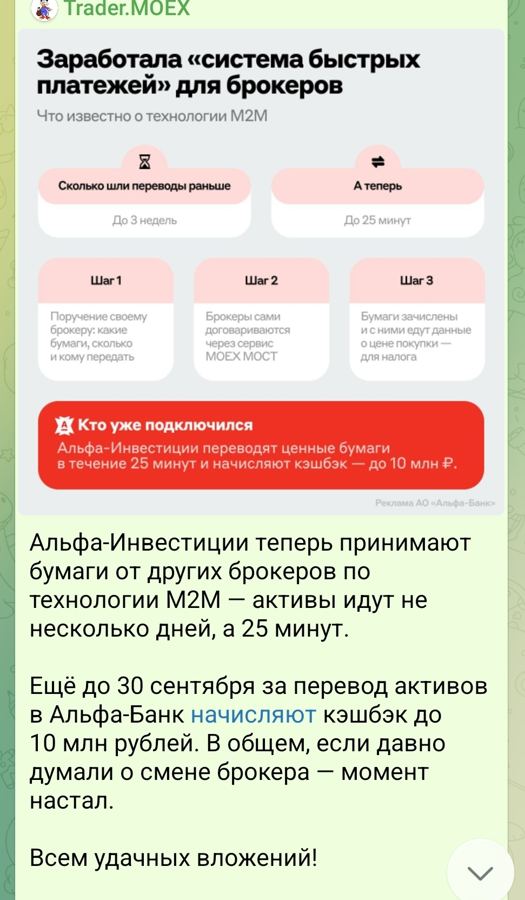 Trader.MOEX
Заработала «система быстрых
платежей» для брокеров
Что известно о технологии M2M
Сколько шли переводы раньше
До 3 недель
А теперь
До 25 минут
Шаг 1
Поручение своему
брокеру: какие
бумаги, сколько
и кому передать
Шаг 2
Брокеры сами
договариваются
через сервис
MOEX МОСТ
Шаг 3
Бумаги зачислены
и с ними едут данные
о цене покупки —
для налога
Кто уже подключился
Альфа-Инвестиции переводят ценные бумаги
в течение 25 минут и начисляют кэшбэк — до 10 млн ₽.
Реклама АО «Альфа-Банк»
Альфа-Инвестиции теперь принимают
бумаги от других брокеров по
технологии M2M — активы идут не
несколько дней, а 25 минут.
Ещё до 30 сентября за перевод активов
в Альфа-Банк начисляют кэшбэк до
10 млн рублей. В общем, если давно
думали о смене брокера — момент
настал.
Всем удачных вложений!